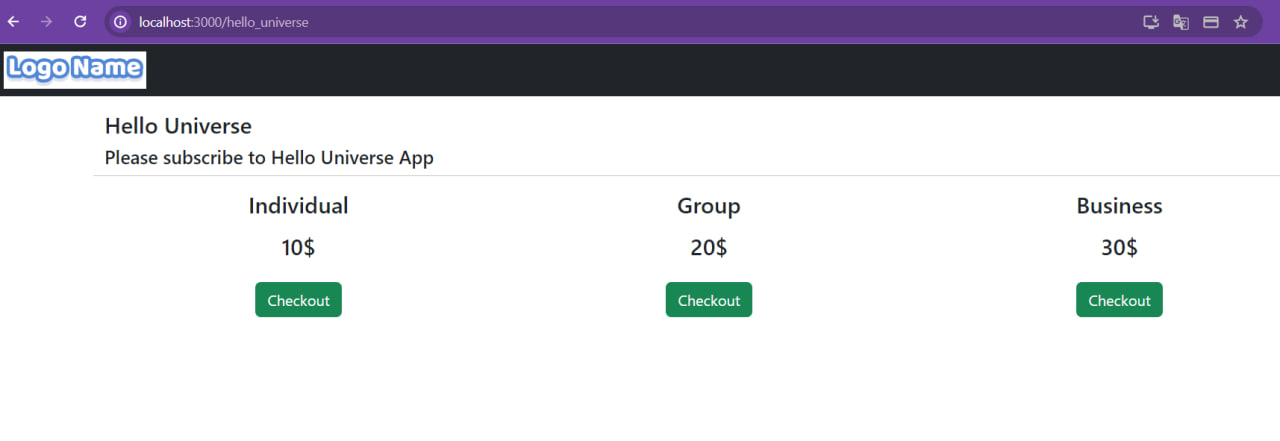 localhost:3000/hello_universe
Logo Name
Hello Universe
Please subscribe to Hello Universe App
Individual Group Business
10$ 20$ 30$
Checkout Checkout Checkout